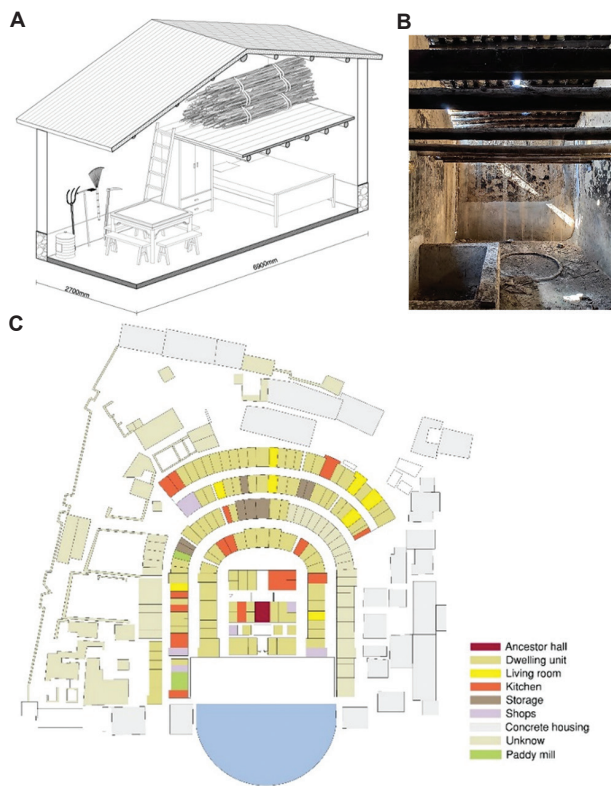 A
B
2700mm
6900mm
C
Ancestor hall
Dwelling unit
Living room
Kitchen
Storage
Shops
Concrete housing
Unknow
Paddy mill